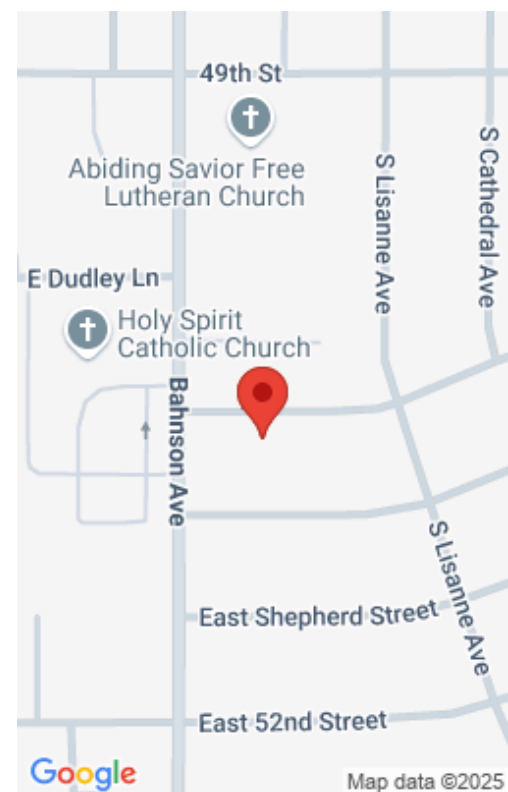 49th St
Abiding Savior Free
Lutheran Church
S Lisanne Ave
S Cathedral Ave
E Dudley Ln
Holy Spirit
Catholic Church
Bahnson Ave
S Lisanne Ave
East Shepherd Street
East 52nd Street
Google
Map data ©2025